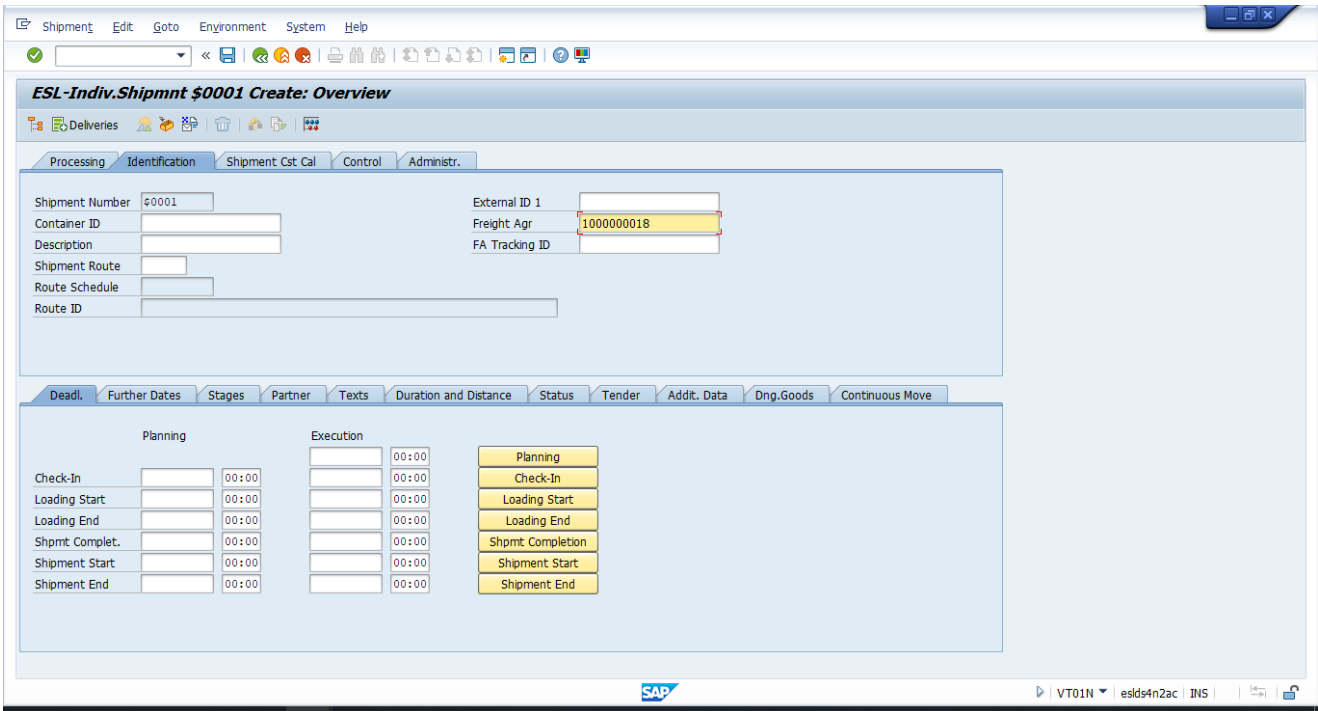 Shipment Edit Goto Environment System Help
ESL-Indiv.Shipmnt $0001 Create: Overview
Deliveries
Processing Identification Shipment Cst Cal Control Administr.
Shipment Number $0001 External ID 1
Container ID Freight Agr 1000000018
Description FA Tracking ID
Shipment Route
Route Schedule
Route ID
Deadl. Further Dates Stages Partner Texts Duration and Distance Status Tender Addit. Data Dng.Goods Continuous Move
Planning Execution
00:00 Planning
Check-In 00:00 00:00 Check-In
Loading Start 00:00 00:00 Loading Start
Loading End 00:00 00:00 Loading End
Shpmt Complet. 00:00 00:00 Shpmt Completion
Shipment Start 00:00 00:00 Shipment Start
Shipment End 00:00 00:00 Shipment End
SAP VT01N eslds4n2ac INS